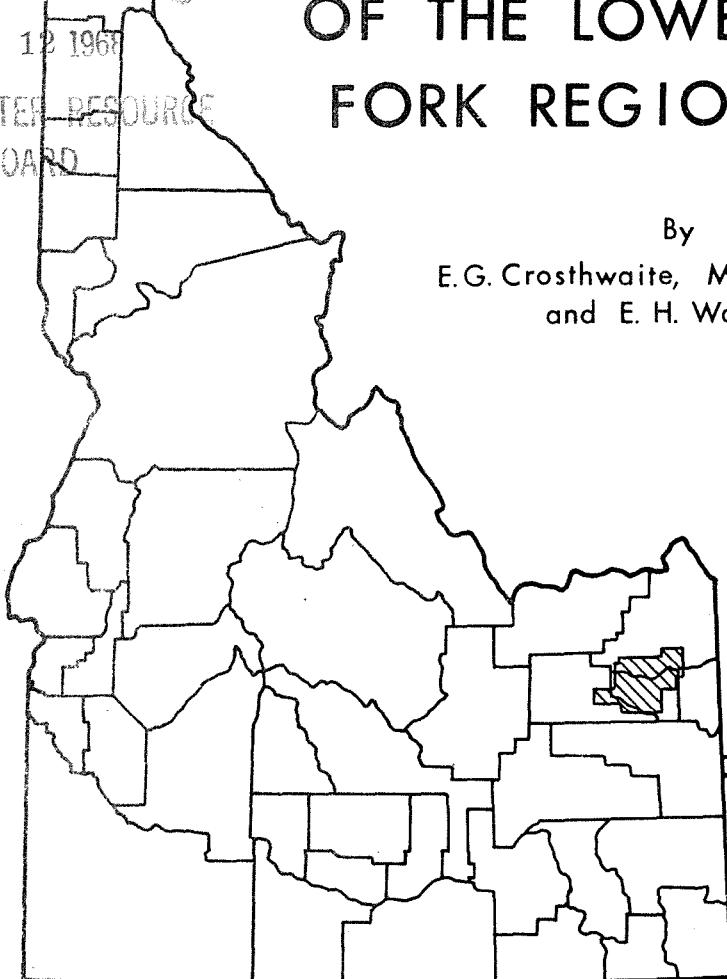 OF THE LOWE
FORK REGIO
12 1968
TER RESOURCE
OARD
By
E.G. Crosthwaite, M
and E. H. Wa